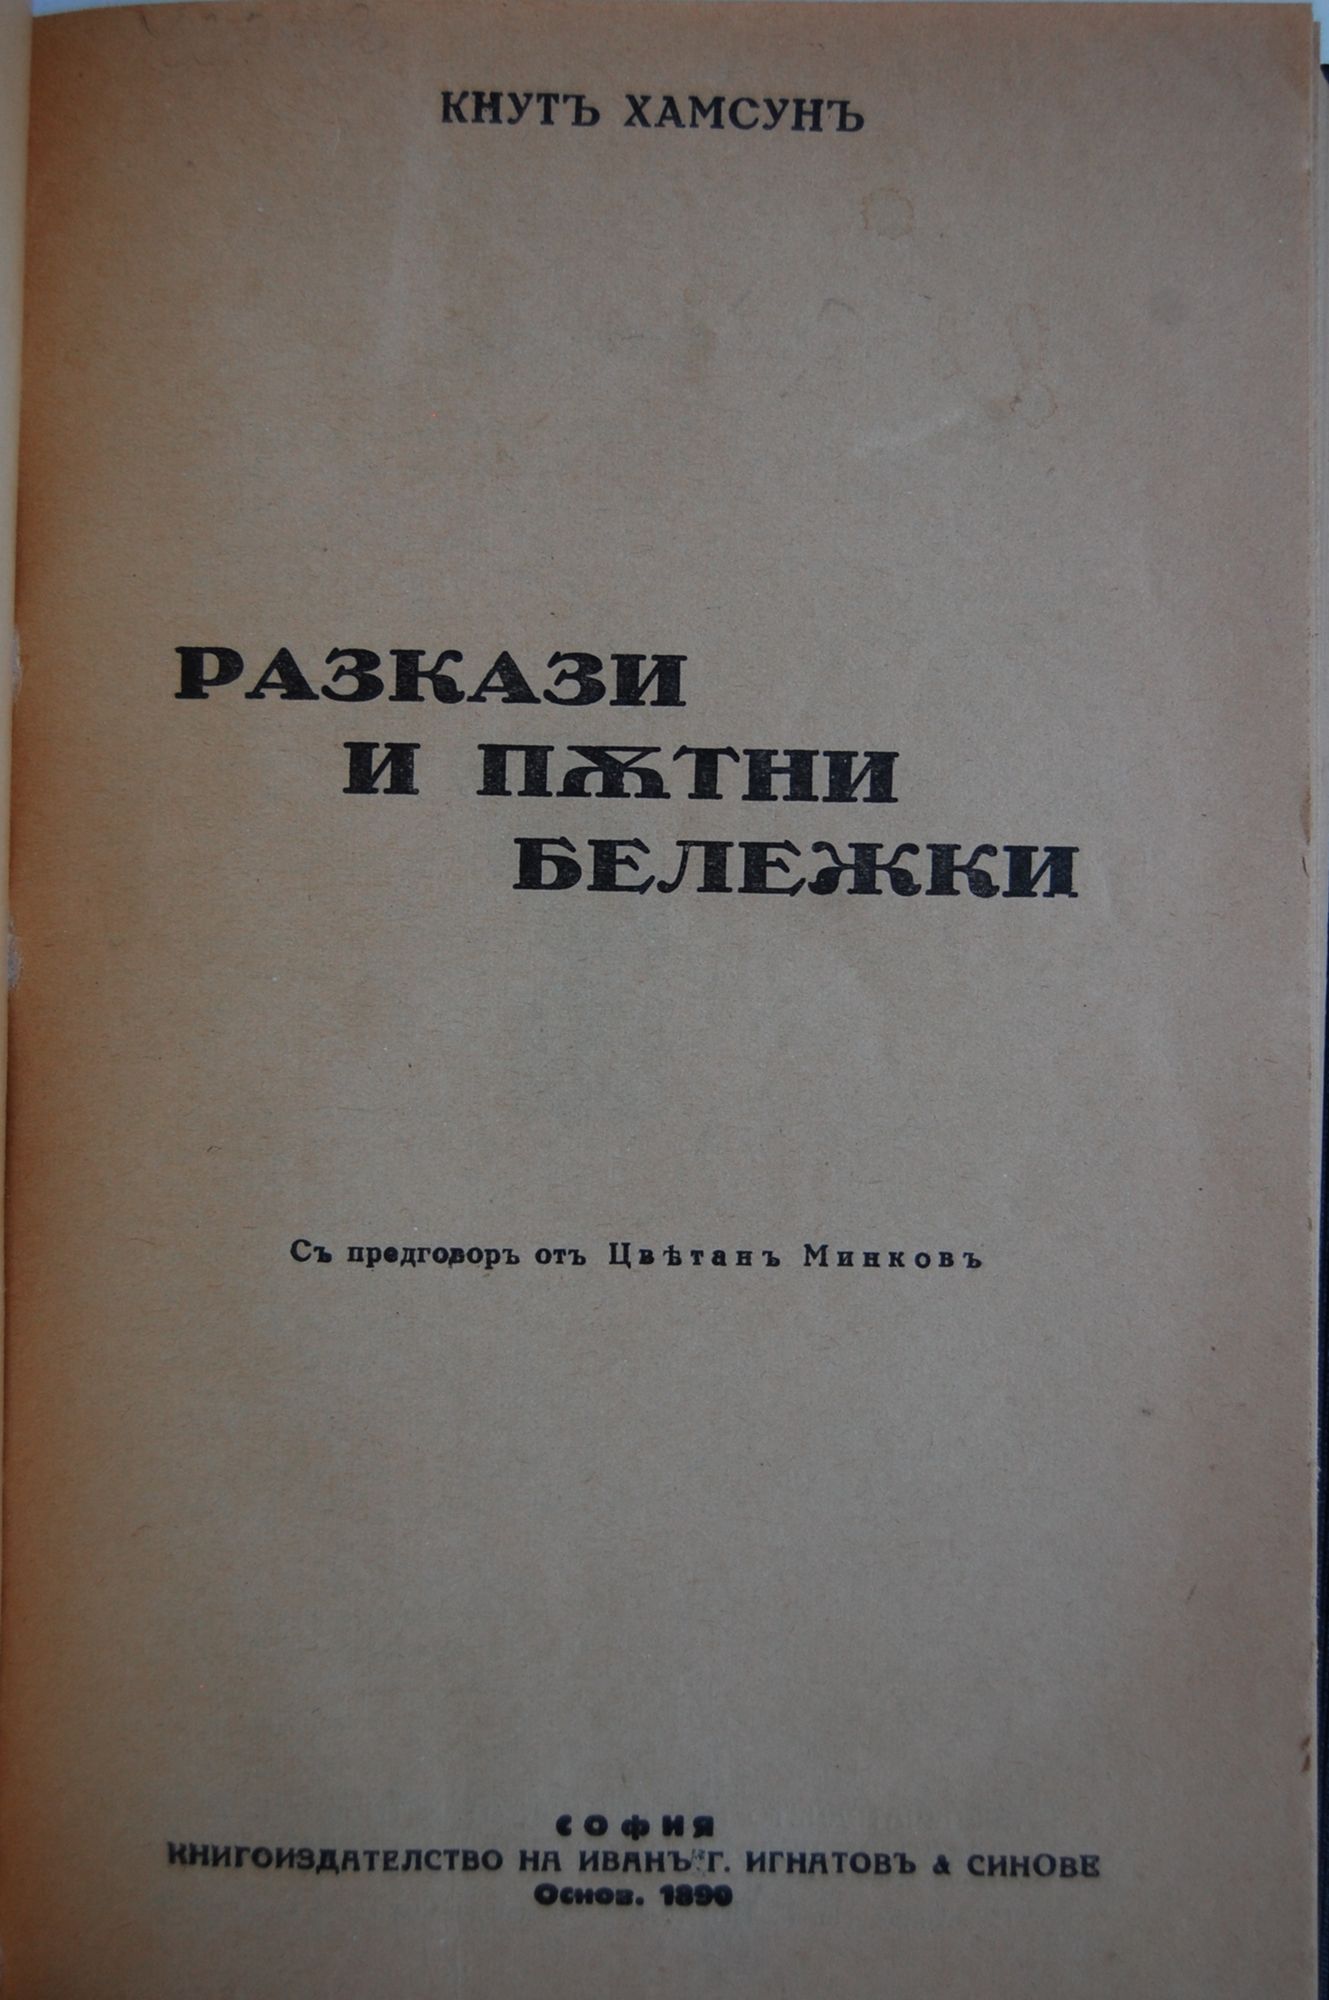 КНУТЪ ХАМСУНЪ
РАЗКАЗИ
И ПѪТНИ
БЕЛЕЖКИ
Съ предговоръ отъ Цвѣтанъ Минковъ
СОФИЯ
КНИГОИЗДАТЕЛСТВО НА ИВАНЪ Г. ИГНАТОВЪ & СИНОВЕ
Основ. 1890